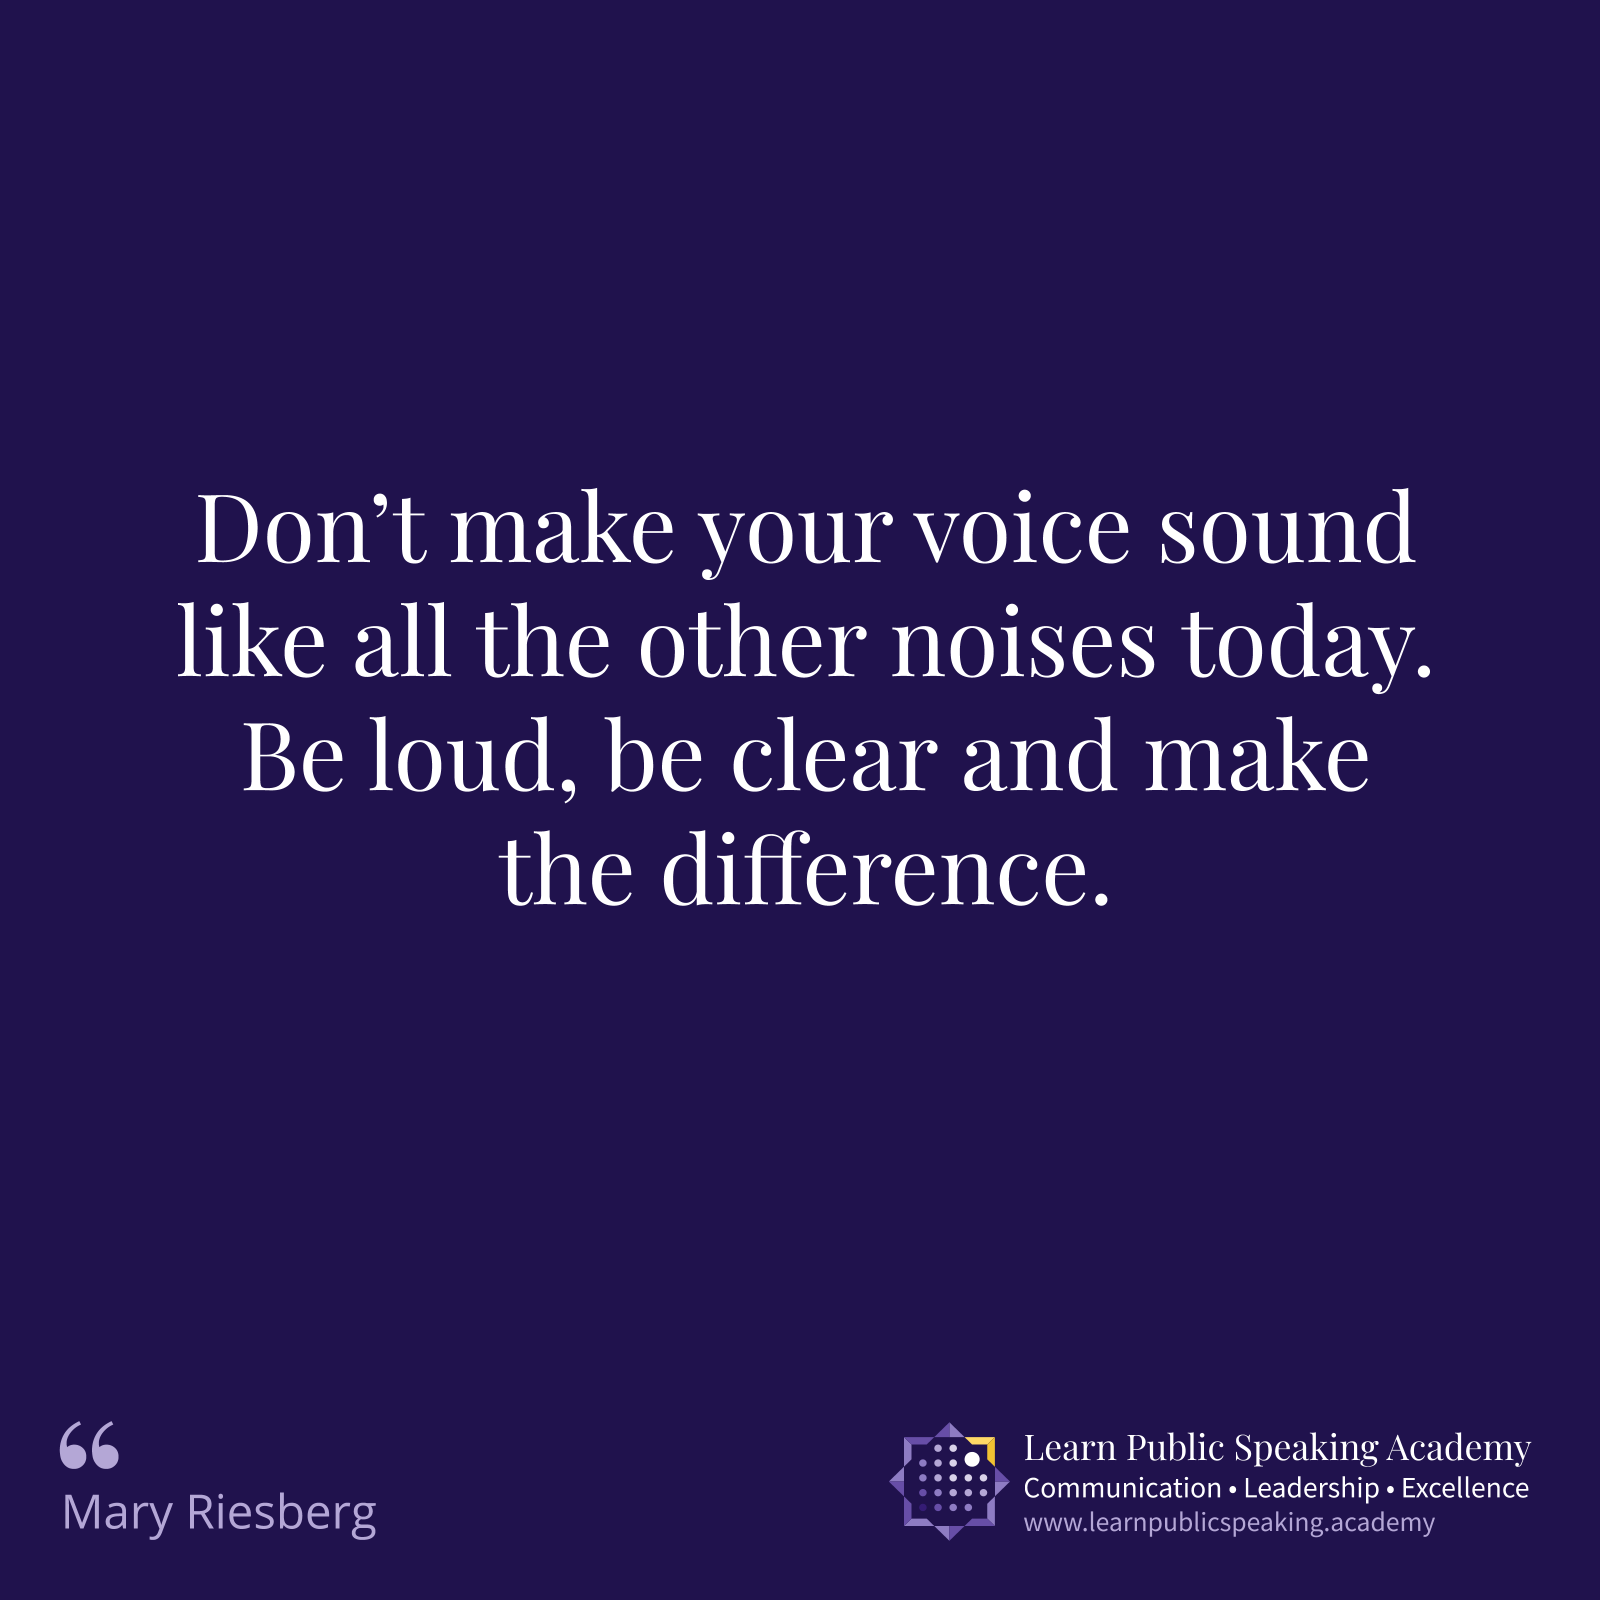 Don’t make your voice sound
like all the other noises today.
Be loud, be clear and make
the difference.
“
Mary Riesberg
Learn Public Speaking Academy
Communication • Leadership • Excellence
www.learnpublicspeaking.academy